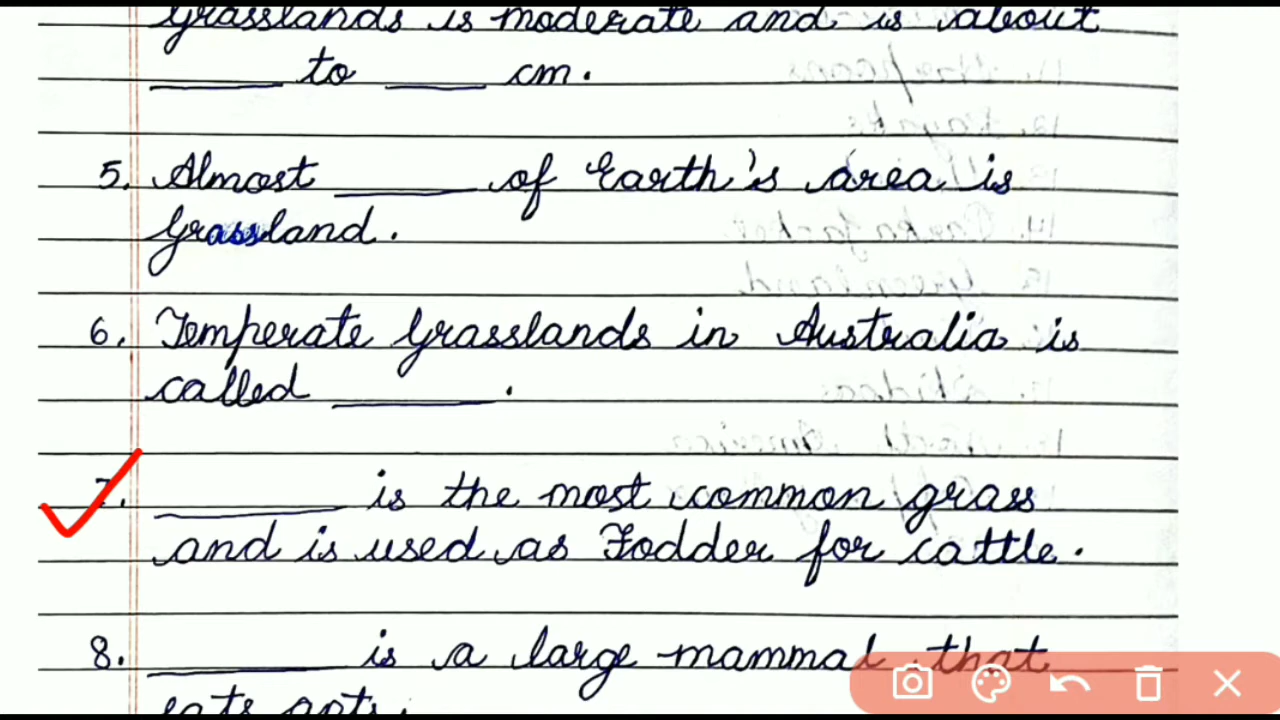 Grasslands is moderate and is about
_____ to _____ cm.
5. Almost _____ of Earth's area is
Grassland.
6. Temperate Grasslands in Australia is
called _____.
7. _____ is the most common grass
and is used as Fodder for cattle.
8. _____ is a large mammal that
eats ants.